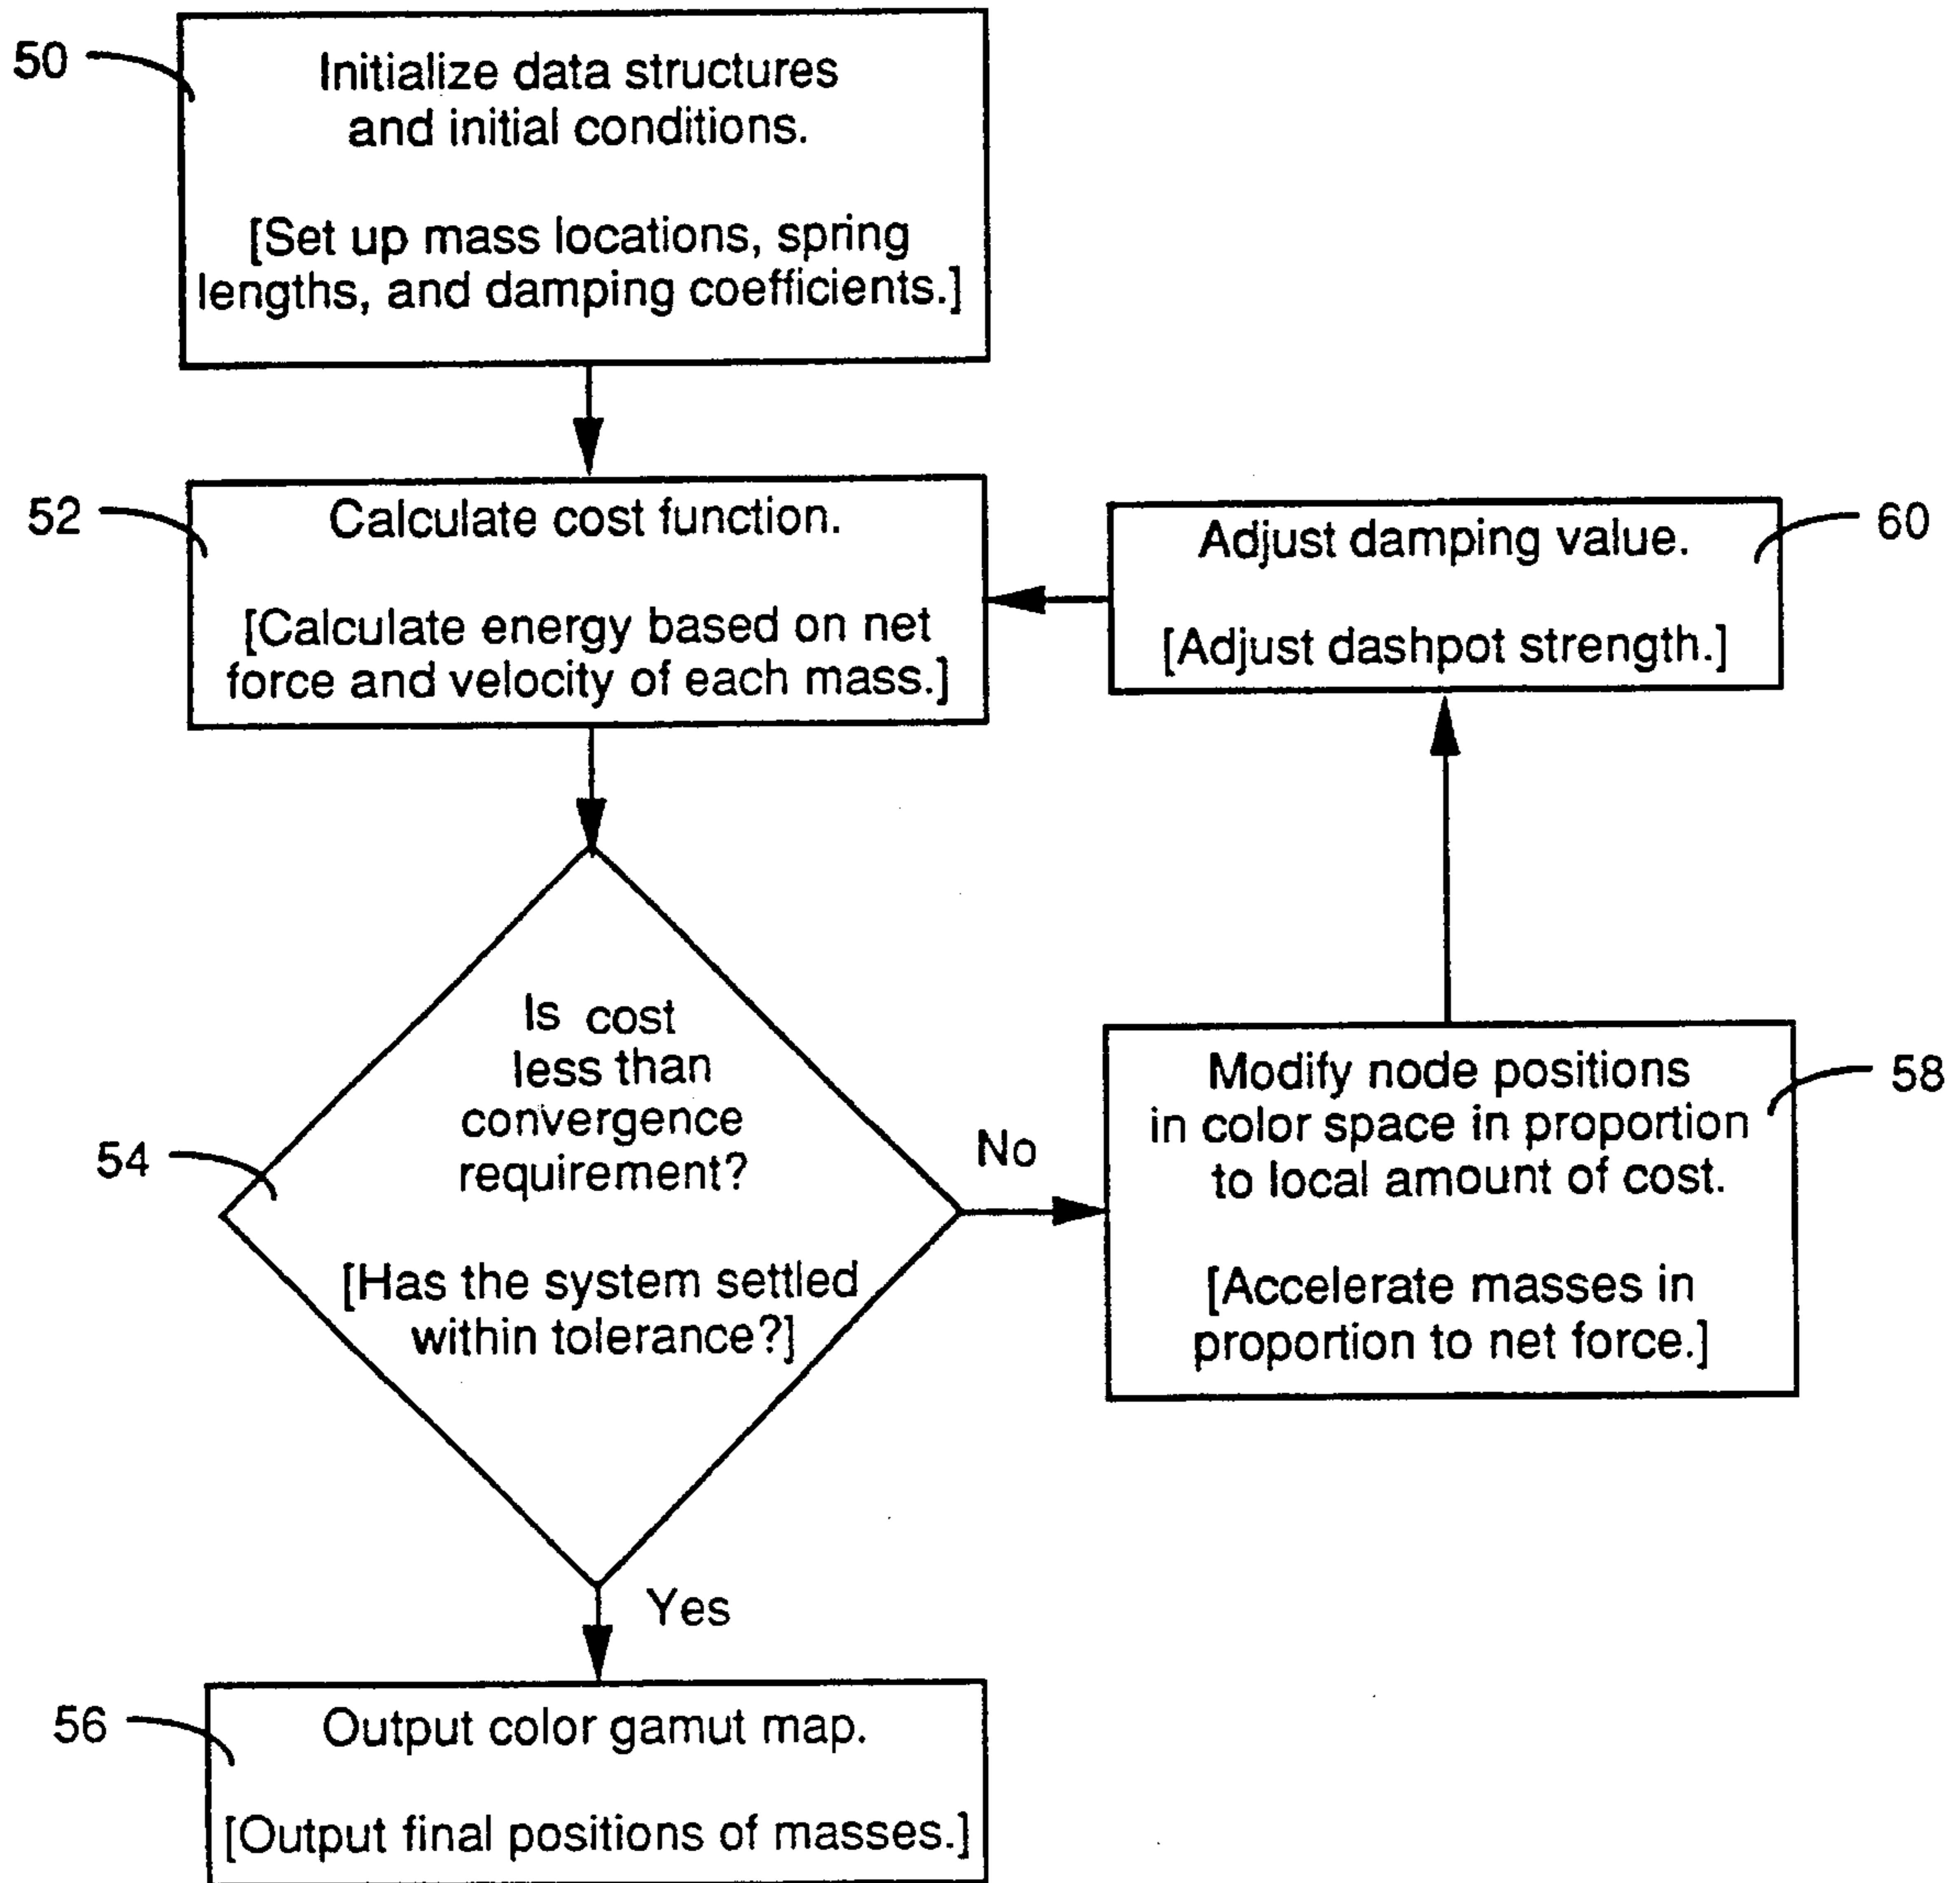 50
Initialize data structures
and initial conditions.
[Set up mass locations, spring
lengths, and damping coefficients.]
52
Calculate cost function.
[Calculate energy based on net
force and velocity of each mass.]
Adjust damping value.
[Adjust dashpot strength.]
60
54
Is cost
less than
convergence
requirement?
[Has the system settled
within tolerance?]
No
Modify node positions
in color space in proportion
to local amount of cost.
[Accelerate masses in
proportion to net force.]
58
Yes
56
Output color gamut map.
[Output final positions of masses.]